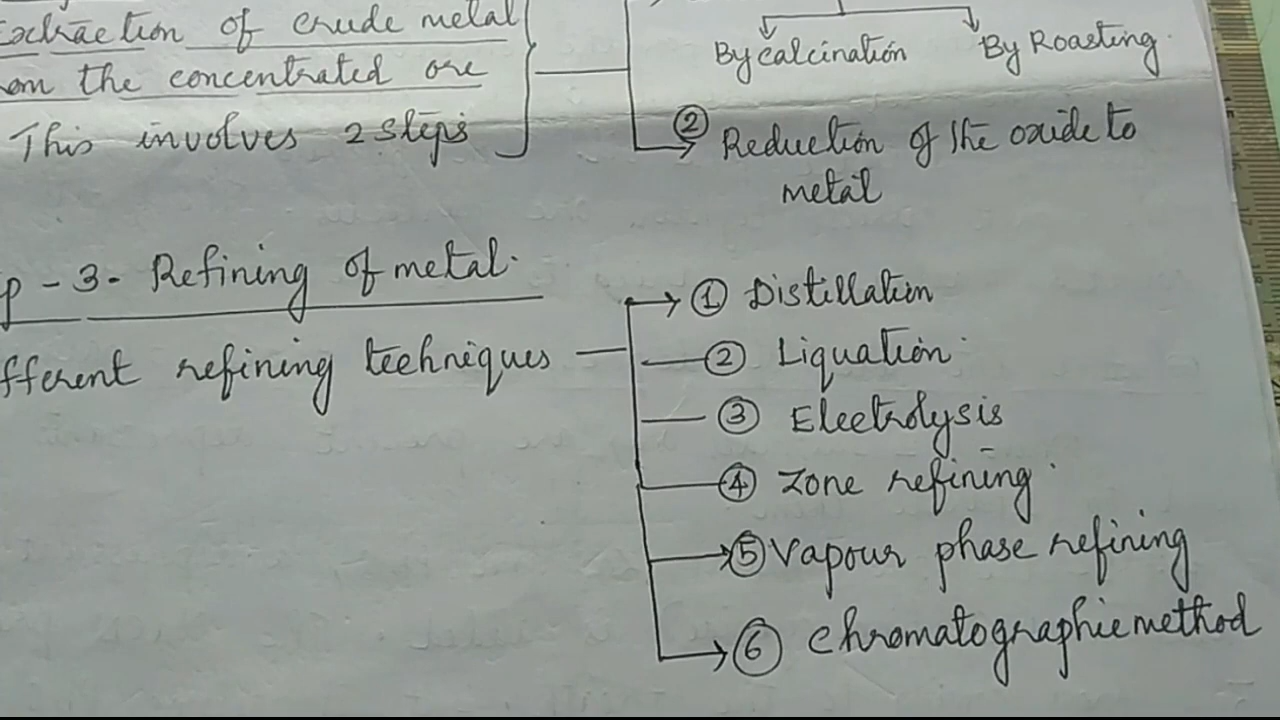 Extraction of crude metal
from the concentrated ore
This involves 2 steps
By calcination
By Roasting.
② Reduction of the oxide to
metal
p - 3 - Refining of metal.
fferent refining techniques
① Distillation
② Liquation
③ Electrolysis
④ Zone refining
⑤ Vapour phase refining
⑥ Chromatographic method